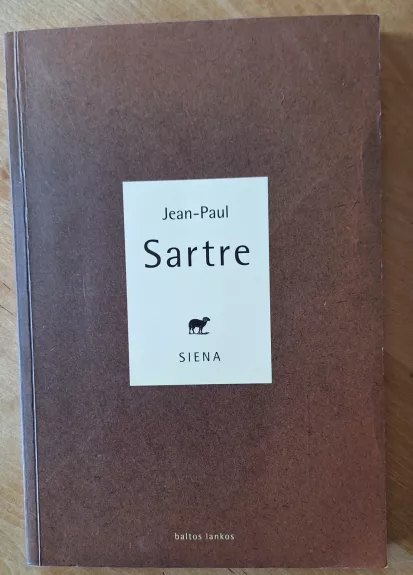 Jean-Paul
Sartre
SIENA
baltos lankos